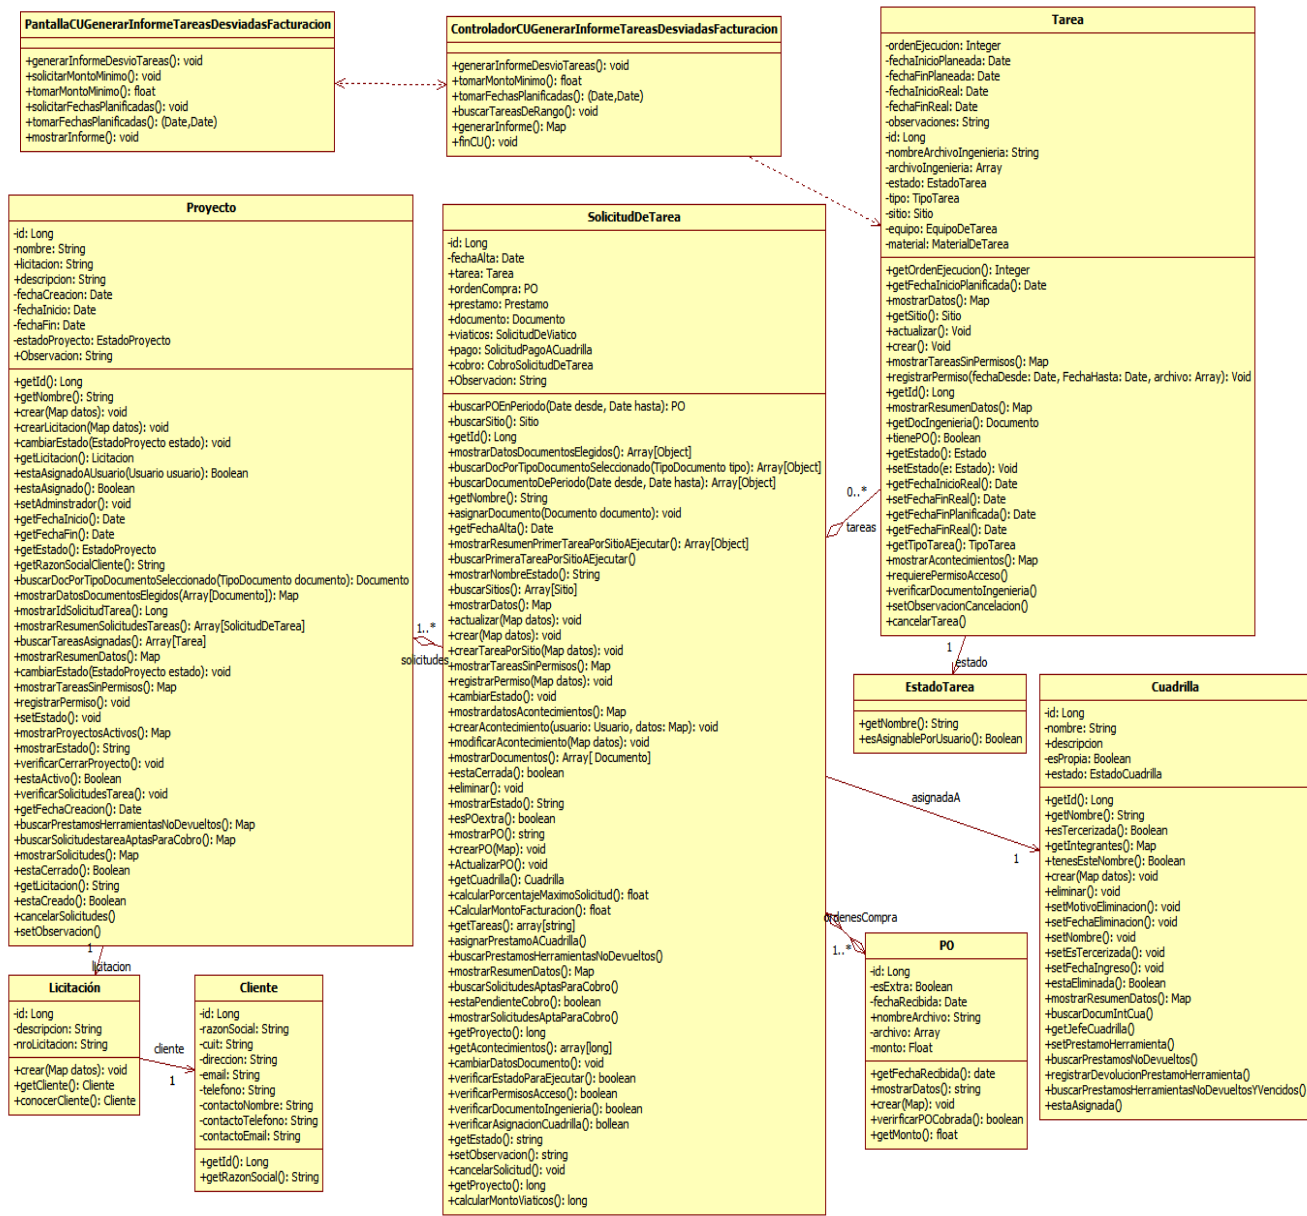 PantallaCUGenerarInformeTareasDesviadasFacturacion
+generarInformeDesvioTareas(): void
+solicitarMontoMinimo(): void
+tomarMontoMinimo(): float
+solicitarFechasPlanificadas(): void
+tomarFechasPlanificadas(): (Date,Date)
+mostrarInforme(): void
ControladorCUGenerarInformeTareasDesviadasFacturacion
+generarInformeDesvioTareas(): void
+tomarMontoMinimo(): float
+tomarFechasPlanificadas(): (Date,Date)
+buscarTareasDeRango(): void
+generarInforme(): Map
+finCU(): void
Tarea
-ordenEjecucion: Integer
-fechaInicioPlaneada: Date
-fechaFinPlaneada: Date
-fechaInicioReal: Date
-fechaFinReal: Date
-observaciones: String
-id: Long
-nombreArchivoIngenieria: String
-archivoIngenieria: Array
-estado: EstadoTarea
-tipo: TipoTarea
-sitio: Sitio
-equipo: EquipoDeTarea
-material: MaterialDeTarea
+getOrdenEjecucion(): Integer
+getFechaInicioPlanificada(): Date
+mostrarDatos(): Map
+getSitio(): Sitio
+actualizar(): Void
+crear(): Void
+mostrarTareasSinPermisos(): Map
+registrarPermiso(fechaDesde: Date, FechaHasta: Date, archivo: Array): Void
+getId(): Long
+mostrarResumenDatos(): Map
+getDocIngenieria(): Documento
+tienePO(): Boolean
+getEstado(): Estado
+setEstado(e: Estado): Void
+getFechaInicioReal(): Date
+setFechaFinReal(): Date
+getFechaFinPlanificada(): Date
+getFechaFinReal(): Date
+getTipoTarea(): TipoTarea
+mostrarAcontecimientos(): Map
+requierePermisoAcceso()
+verificarDocumentoIngenieria()
+setObservacionCancelacion()
+cancelarTarea()
Proyecto
-id: Long
-nombre: String
+licitacion: String
+descripcion: String
-fechaCreacion: Date
-fechaInicio: Date
-fechaFin: Date
-estadoProyecto: EstadoProyecto
+Observacion: String
+getId(): Long
+getNombre(): String
+crear(Map datos): void
+crearLicitacion(Map datos): void
+cambiarEstado(EstadoProyecto estado): void
+getLicitacion(): Licitacion
+estaAsignadoAUsuario(Usuario usuario): Boolean
+estaAsignado(): Boolean
+setAdminstrador(): void
+getFechaInicio(): Date
+getFechaFin(): Date
+getEstado(): EstadoProyecto
+getRazonSocialCliente(): String
+buscarDocPorTipoDocumentoSeleccionado(TipoDocumento documento): Documento
+mostrarDatosDocumentosElegidos(Array[Documento]): Map
+mostrarIdSolicitudTarea(): Long
+mostrarResumenSolicitudesTareas(): Array[SolicitudDeTarea]
+buscarTareasAsignadas(): Array[Tarea]
+mostrarResumenDatos(): Map
+cambiarEstado(EstadoProyecto estado): void
+mostrarTareasSinPermisos(): Map
+registrarPermiso(): void
+setEstado(): void
+mostrarProyectosActivos(): Map
+mostrarEstado(): String
+verificarCerrarProyecto(): void
+estaActivo(): Boolean
+verificarSolicitudesTarea(): void
+getFechaCreacion(): Date
+buscarPrestamosHerramientasNoDevueltos(): Map
+buscarSolicitudestareaAptasParaCobro(): Map
+mostrarSolicitudes(): Map
+estaCerrado(): Boolean
+getLicitacion(): String
+estaCreado(): Boolean
+cancelarSolicitudes()
+setObservacion()
SolicitudDeTarea
-id: Long
-fechaAlta: Date
+tarea: Tarea
+ordenCompra: PO
+prestamo: Prestamo
+documento: Documento
+viaticos: SolicitudDeViatico
+pago: SolicitudPagoACuadrilla
+cobro: CobroSolicitudDeTarea
+Observacion: String
+buscarPOEnPeriodo(Date desde, Date hasta): PO
+buscarSitio(): Sitio
+getId(): Long
+mostrarDatosDocumentosElegidos(): Array[Object]
+buscarDocPorTipoDocumentoSeleccionado(TipoDocumento tipo): Array[Object]
+buscarDocumentoDePeriodo(Date desde, Date hasta): Array[Object]
+getNombre(): String
+asignarDocumento(Documento documento): void
+getFechaAlta(): Date
+mostrarResumenPrimerTareaPorSitioAEjecutar(): Array[Object]
+buscarPrimeraTareaPorSitioAEjecutar()
+mostrarNombreEstado(): String
+buscarSitios(): Array[Sitio]
+mostrarDatos(): Map
+actualizar(Map datos): void
+crear(Map datos): void
+crearTareaPorSitio(Map datos): void
+mostrarTareasSinPermisos(): Map
+registrarPermiso(Map datos): void
+cambiarEstado(): void
+mostrardatosAcontecimientos(): Map
+crearAcontecimiento(usuario: Usuario, datos: Map): void
+modificarAcontecimiento(Map datos): void
+mostrarDocumentos(): Array[ Documento]
+estaCerrada(): boolean
+eliminar(): void
+mostrarEstado(): String
+esPOextra(): boolean
+mostrarPO(): string
+crearPO(Map): void
+ActualizarPO(): void
+getCuadrilla(): Cuadrilla
+calcularPorcentajeMaximoSolicitud(): float
+CalcularMontoFacturacion(): float
+getTareas(): array[string]
+asignarPrestamoACuadrilla()
+buscarPrestamosHerramientasNoDevueltos()
+mostrarResumenDatos(): Map
+buscarSolicitudesAptasParaCobro()
+estaPendienteCobro(): boolean
+mostrarSolicitudesAptaParaCobro()
+getProyecto(): long
+getAcontecimientos(): array[long]
+cambiarDatosDocumento(): void
+verificarEstadoParaEjecutar(): boolean
+verificarPermisosAcceso(): boolean
+verificarDocumentoIngenieria(): boolean
+verificarAsignacionCuadrilla(): bollean
+getEstado(): string
+setObservacion(): string
+cancelarSolicitud(): void
+getProyecto(): long
+calcularMontoViaticos(): long
0..*
tareas
1..*
solicitudes
1
estado
EstadoTarea
+getNombre(): String
+esAsignablePorUsuario(): Boolean
Cuadrilla
-id: Long
-nombre: String
+descripcion
-esPropia: Boolean
+estado: EstadoCuadrilla
+getId(): Long
+getNombre(): String
+esTercerizada(): Boolean
+getIntegrantes(): Map
+tenesEsteNombre(): Boolean
+crear(Map datos): void
+eliminar(): void
+setMotivoEliminacion(): void
+setFechaEliminacion(): void
+setNombre(): void
+setEsTercerizada(): void
+setFechaIngreso(): void
+estaEliminada(): Boolean
+mostrarResumenDatos(): Map
+buscarDocumIntCua()
+getJefeCuadrilla()
+setPrestamoHerramienta()
+buscarPrestamosNoDevueltos()
+registrarDevolucionPrestamoHerramienta()
+buscarPrestamosHerramientasNoDevueltosYVencidos()
+estaAsignada()
asignadaA
1
ordenesCompra
1..*
PO
-id: Long
-esExtra: Boolean
-fechaRecibida: Date
+nombreArchivo: String
-archivo: Array
-monto: Float
+getFechaRecibida(): date
+mostrarDatos(): string
+crear(Map): void
+verirficarPOCobrada(): boolean
+getMonto(): float
1
licitacion
Licitación
-id: Long
-descripcion: String
-nroLicitacion: String
+crear(Map datos): void
+getCliente(): Cliente
+conocerCliente(): Cliente
cliente
1
Cliente
-id: Long
-razonSocial: String
-cuit: String
-direccion: String
-email: String
-telefono: String
-contactoNombre: String
-contactoTelefono: String
-contactoEmail: String
+getId(): Long
+getRazonSocial(): String